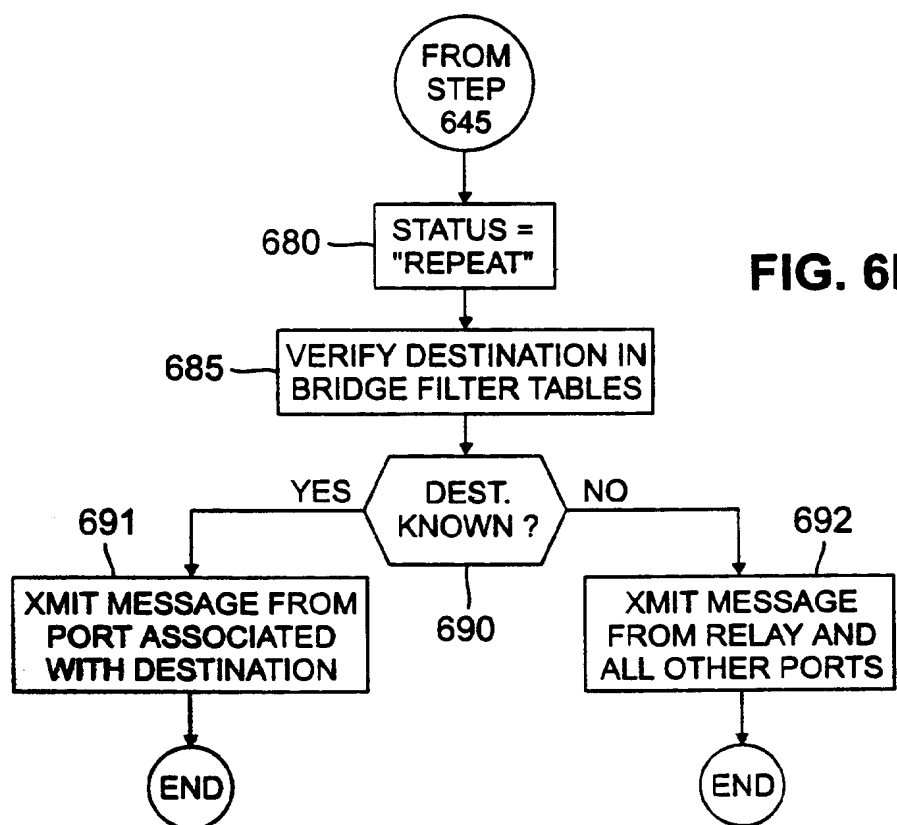 FROM
STEP
645
680
STATUS =
"REPEAT"
FIG. 6
685
VERIFY DESTINATION IN
BRIDGE FILTER TABLES
YES
DEST.
KNOWN ?
NO
691
692
690
XMIT MESSAGE FROM
PORT ASSOCIATED
WITH DESTINATION
XMIT MESSAGE
FROM RELAY AND
ALL OTHER PORTS
END
END